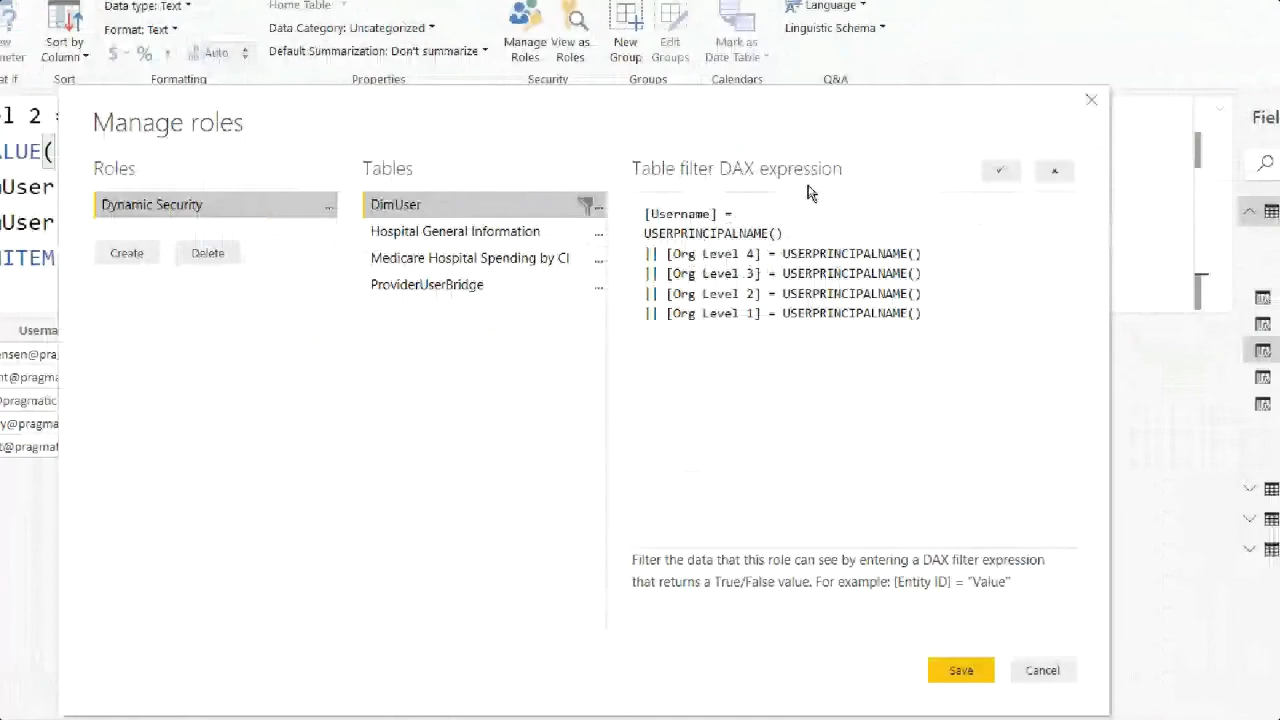 Data type: Text
Home Table
Language
Format: Text
Data Category: Uncategorized
Linguistic Schema
Sort by
Column
$ - % , Auto
Default Summarization: Don't summarize
Manage
Roles
View as
Roles
New
Group
Edit
Groups
Mark as
Date Table
Sort
Formatting
Properties
Security
Groups
Calendars
Q&A
Manage roles
Roles
Dynamic Security
...
Create
Delete
Tables
DimUser
...
Hospital General Information
...
Medicare Hospital Spending by Cl
...
ProviderUserBridge
...
Table filter DAX expression
[Username] =
USERPRINCIPALNAME()
|| [Org Level 4] = USERPRINCIPALNAME()
|| [Org Level 3] = USERPRINCIPALNAME()
|| [Org Level 2] = USERPRINCIPALNAME()
|| [Org Level 1] = USERPRINCIPALNAME()
Filter the data that this role can see by entering a DAX filter expression
that returns a True/False value. For example: [Entity ID] = "Value"
Save
Cancel